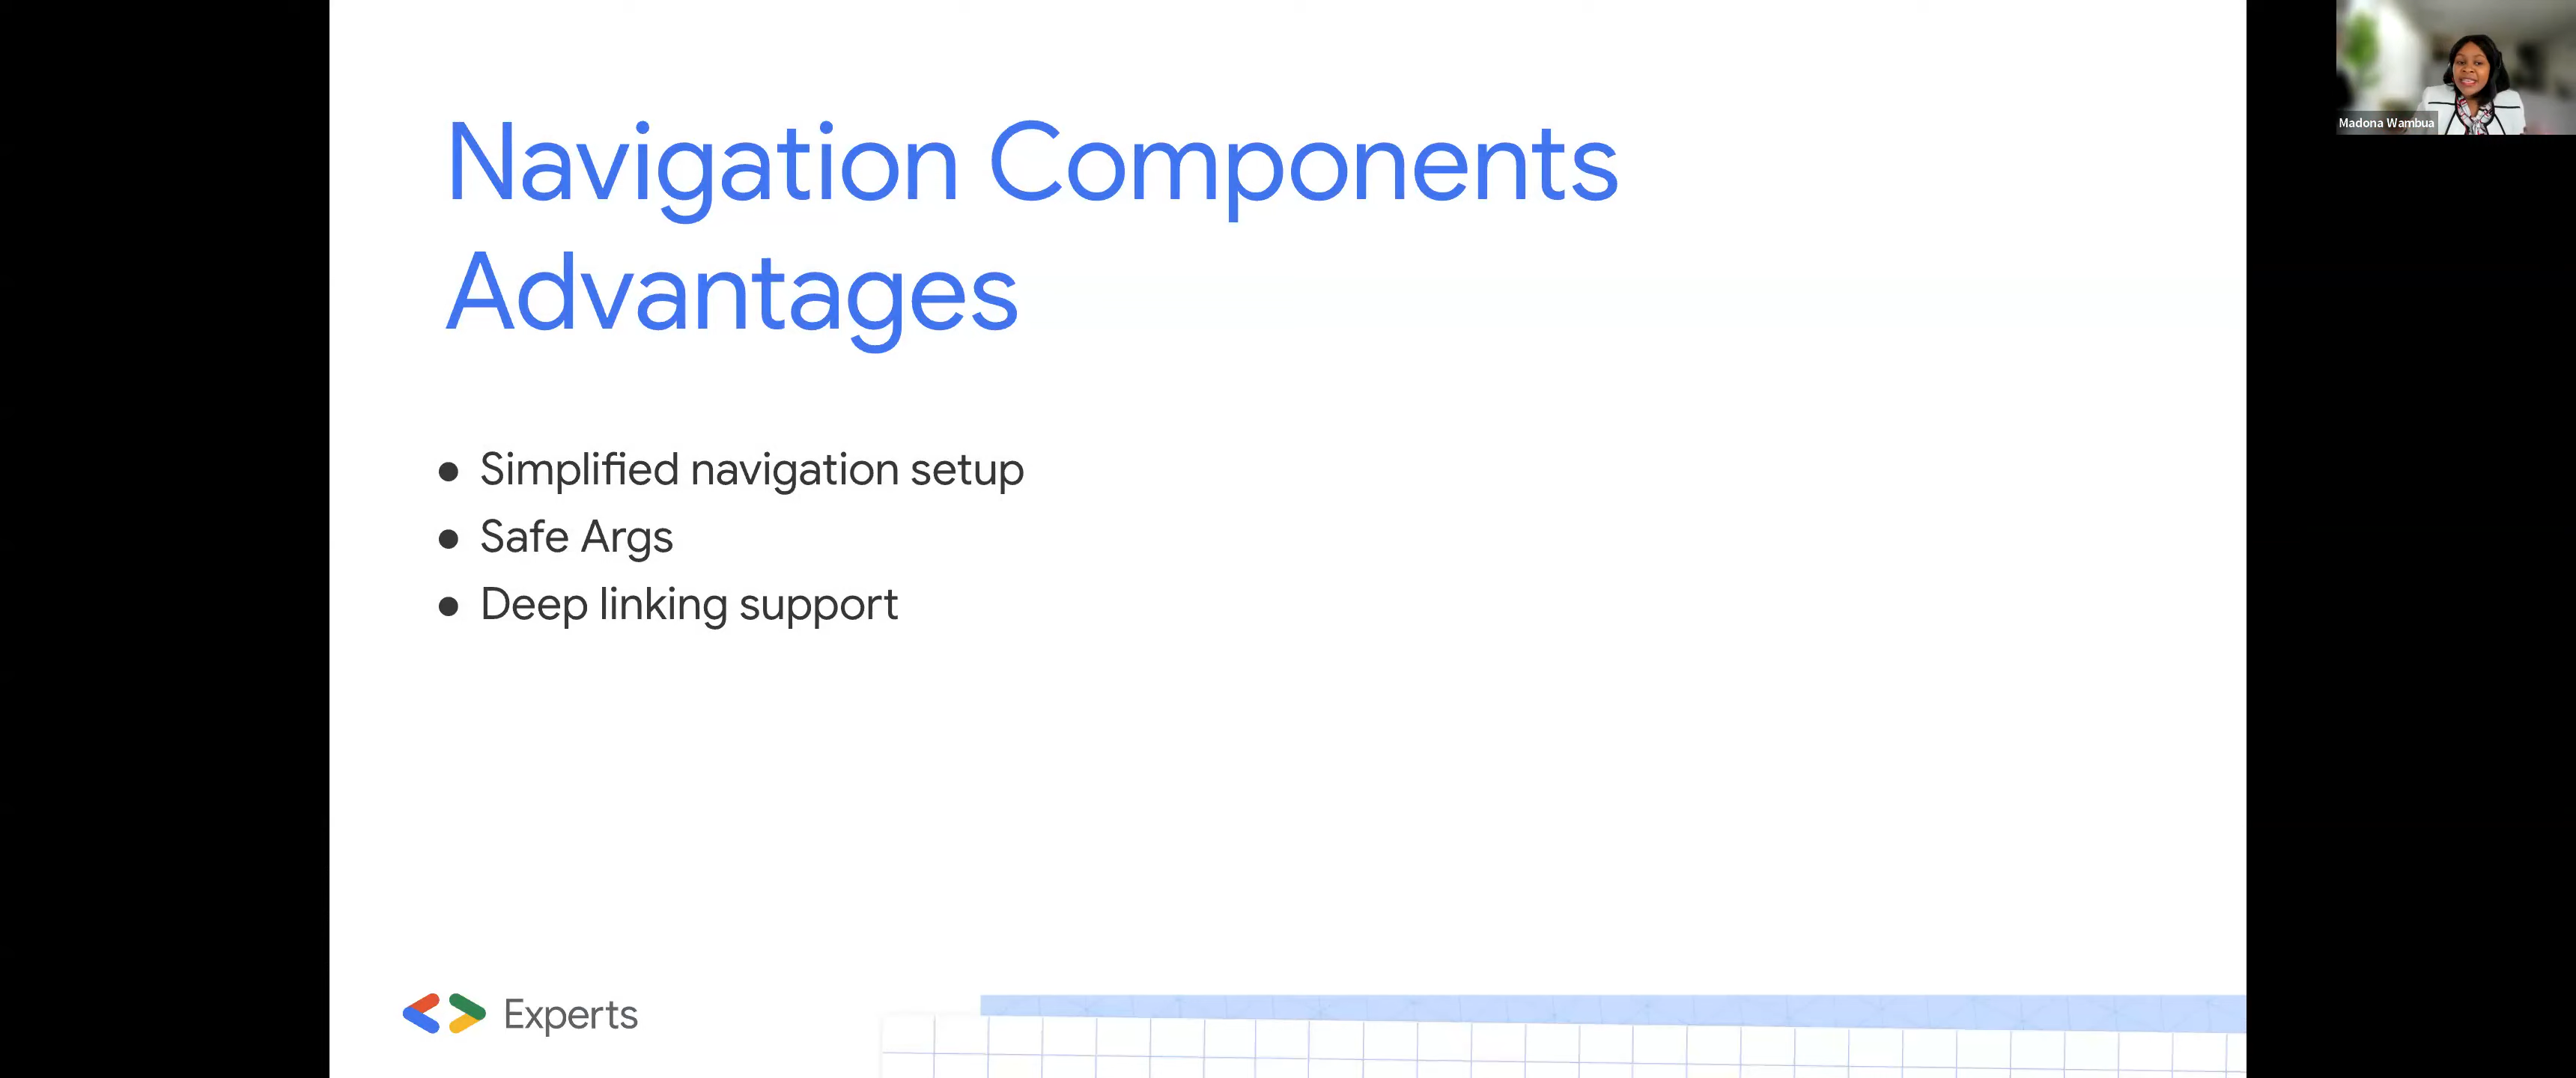 Navigation Components
Advantages
● Simplified navigation setup
● Safe Args
● Deep linking support
Experts
Madona Wambua